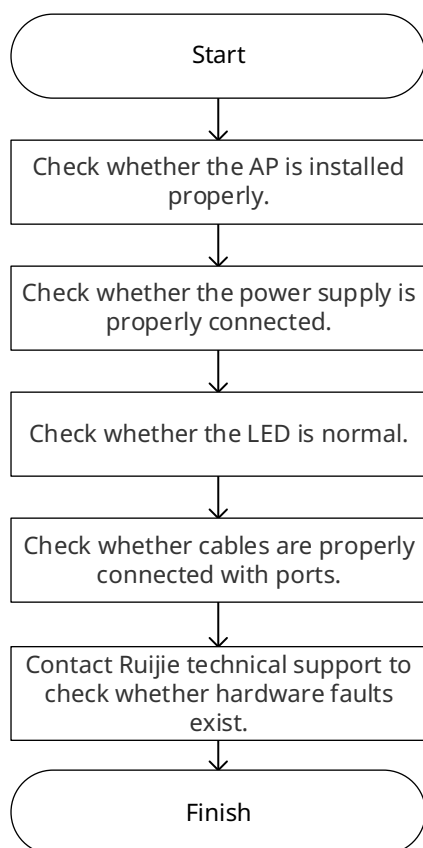 Start
Check whether the AP is installed
properly.
Check whether the power supply is
properly connected.
Check whether the LED is normal.
Check whether cables are properly
connected with ports.
Contact Ruijie technical support to
check whether hardware faults
exist.
Finish